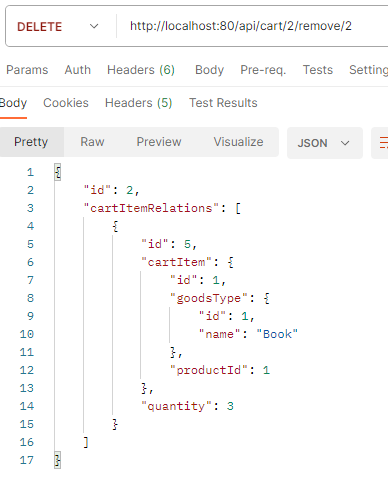 DELETE http://localhost:80/api/cart/2/remove/2
Params Auth Headers (6) Body Pre-req. Tests Setting
Body Cookies Headers (5) Test Results
Pretty Raw Preview Visualize JSON
1 {
2 "id": 2,
3 "cartItemRelations": [
4 {
5 "id": 5,
6 "cartItem": {
7 "id": 1,
8 "goodsType": {
9 "id": 1,
10 "name": "Book"
11 },
12 "productId": 1
13 },
14 "quantity": 3
15 }
16 ]
17 }